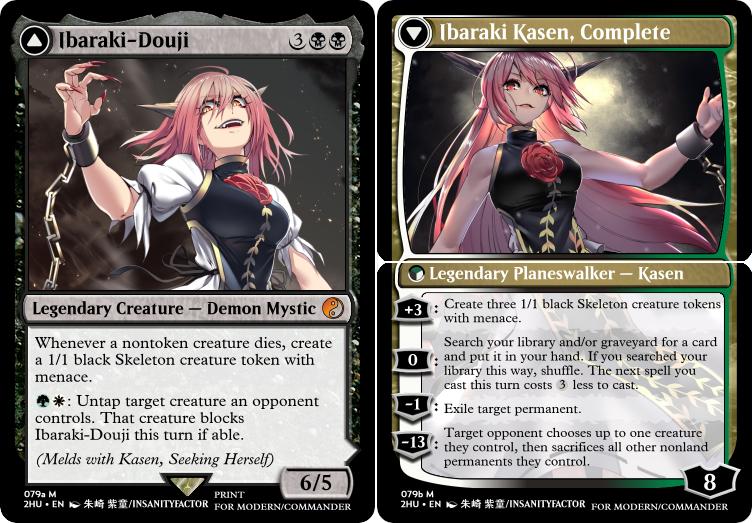 Ibaraki-Douji 3
Legendary Creature — Demon Mystic
Whenever a nontoken creature dies, create
a 1/1 black Skeleton creature token with
menace.
: Untap target creature an opponent
controls. That creature blocks
Ibaraki-Douji this turn if able.
(Melds with Kasen, Seeking Herself)
6/5
079a M
2HU • EN 朱崎 紫童/INSANITYFACTOR
PRINT
FOR MODERN/COMMANDER
Ibaraki Kasen, Complete
Legendary Planeswalker — Kasen
+3: Create three 1/1 black Skeleton creature tokens
with menace.
0: Search your library and/or graveyard for a card
and put it in your hand. If you searched your
library this way, shuffle. The next spell you
cast this turn costs 3 less to cast.
-1: Exile target permanent.
-13: Target opponent chooses up to one creature
they control, then sacrifices all other nonland
permanents they control.
8
079b M
2HU • EN 朱崎 紫童/INSANITYFACTOR
FOR MODERN/COMMANDER